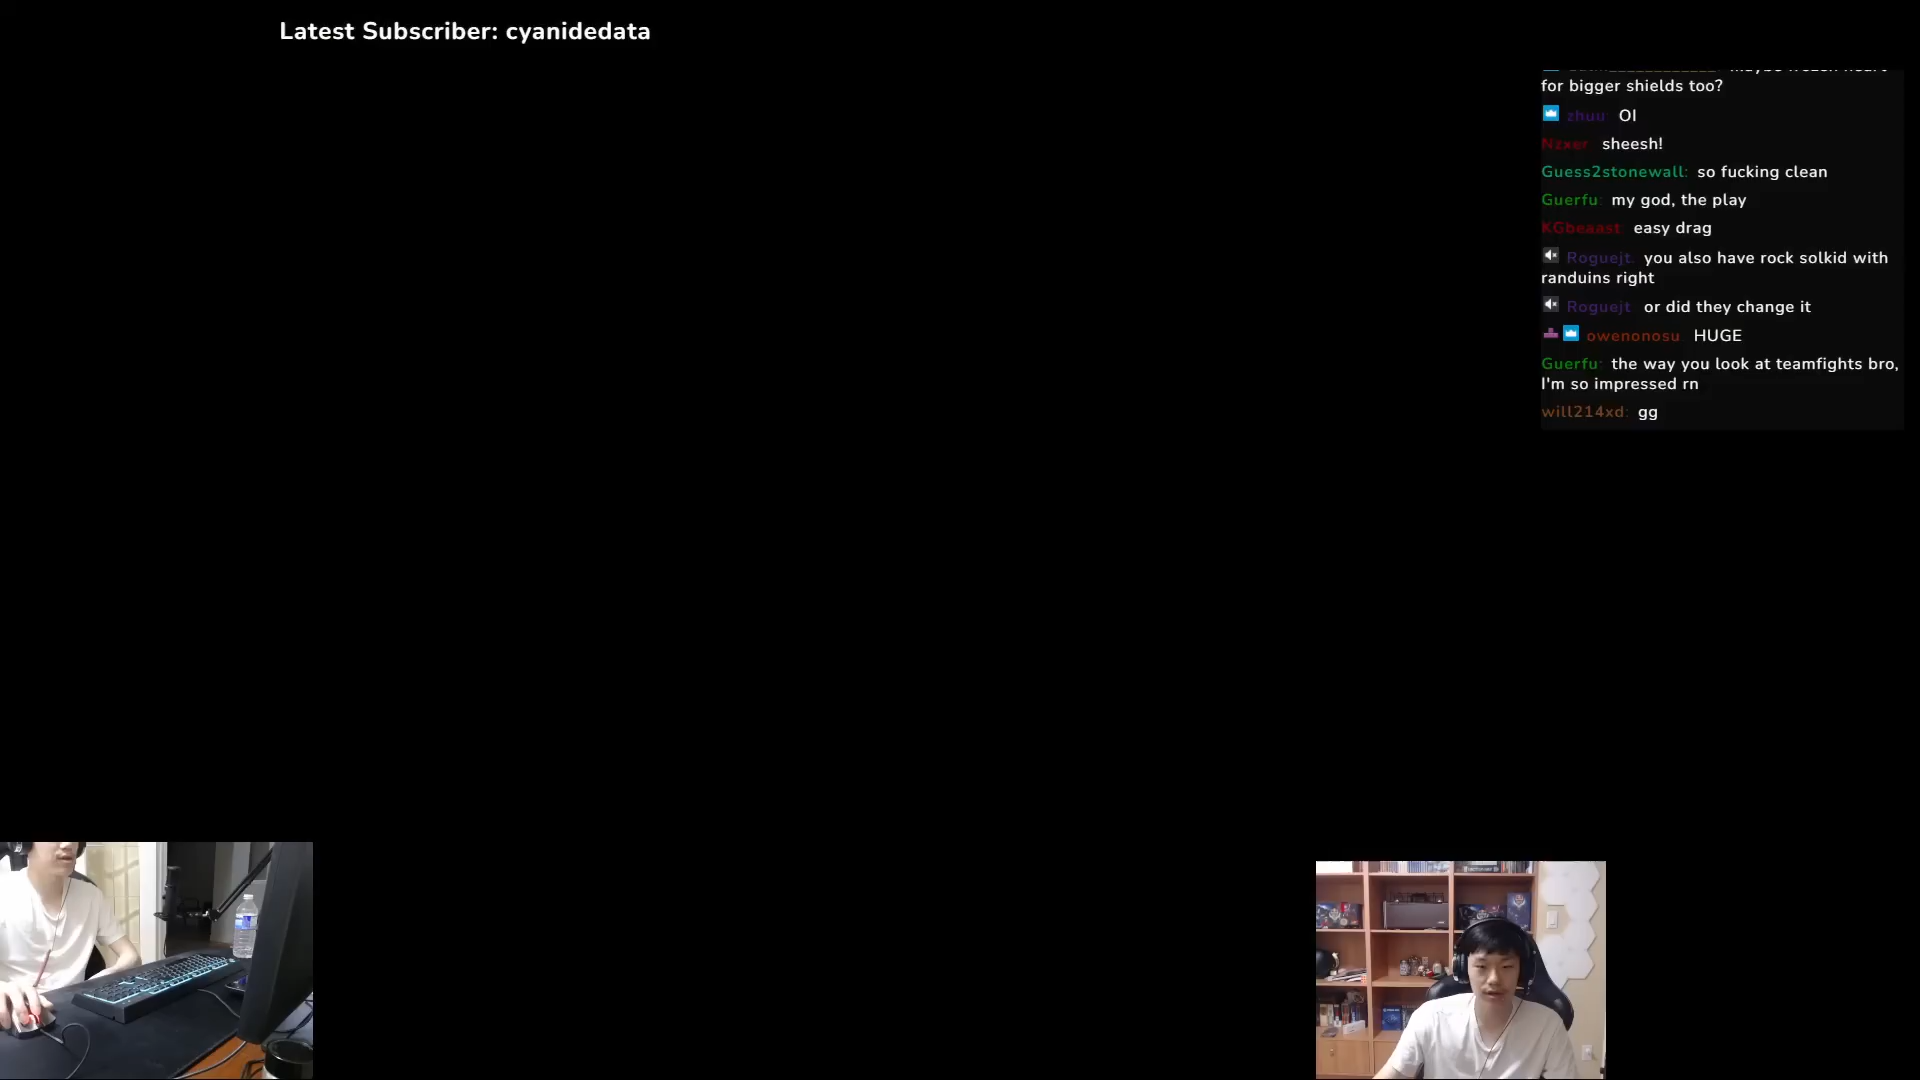 Latest Subscriber: cyanidedata
for bigger shields too?
zhuu: OI
Nzxer: sheesh!
Guess2stonewall: so fucking clean
Guerfu: my god, the play
KGbeaast: easy drag
Roguejt: you also have rock solkid with
randuins right
Roguejt: or did they change it
owenonosu: HUGE
Guerfu: the way you look at teamfights bro,
I'm so impressed rn
will214xd: gg